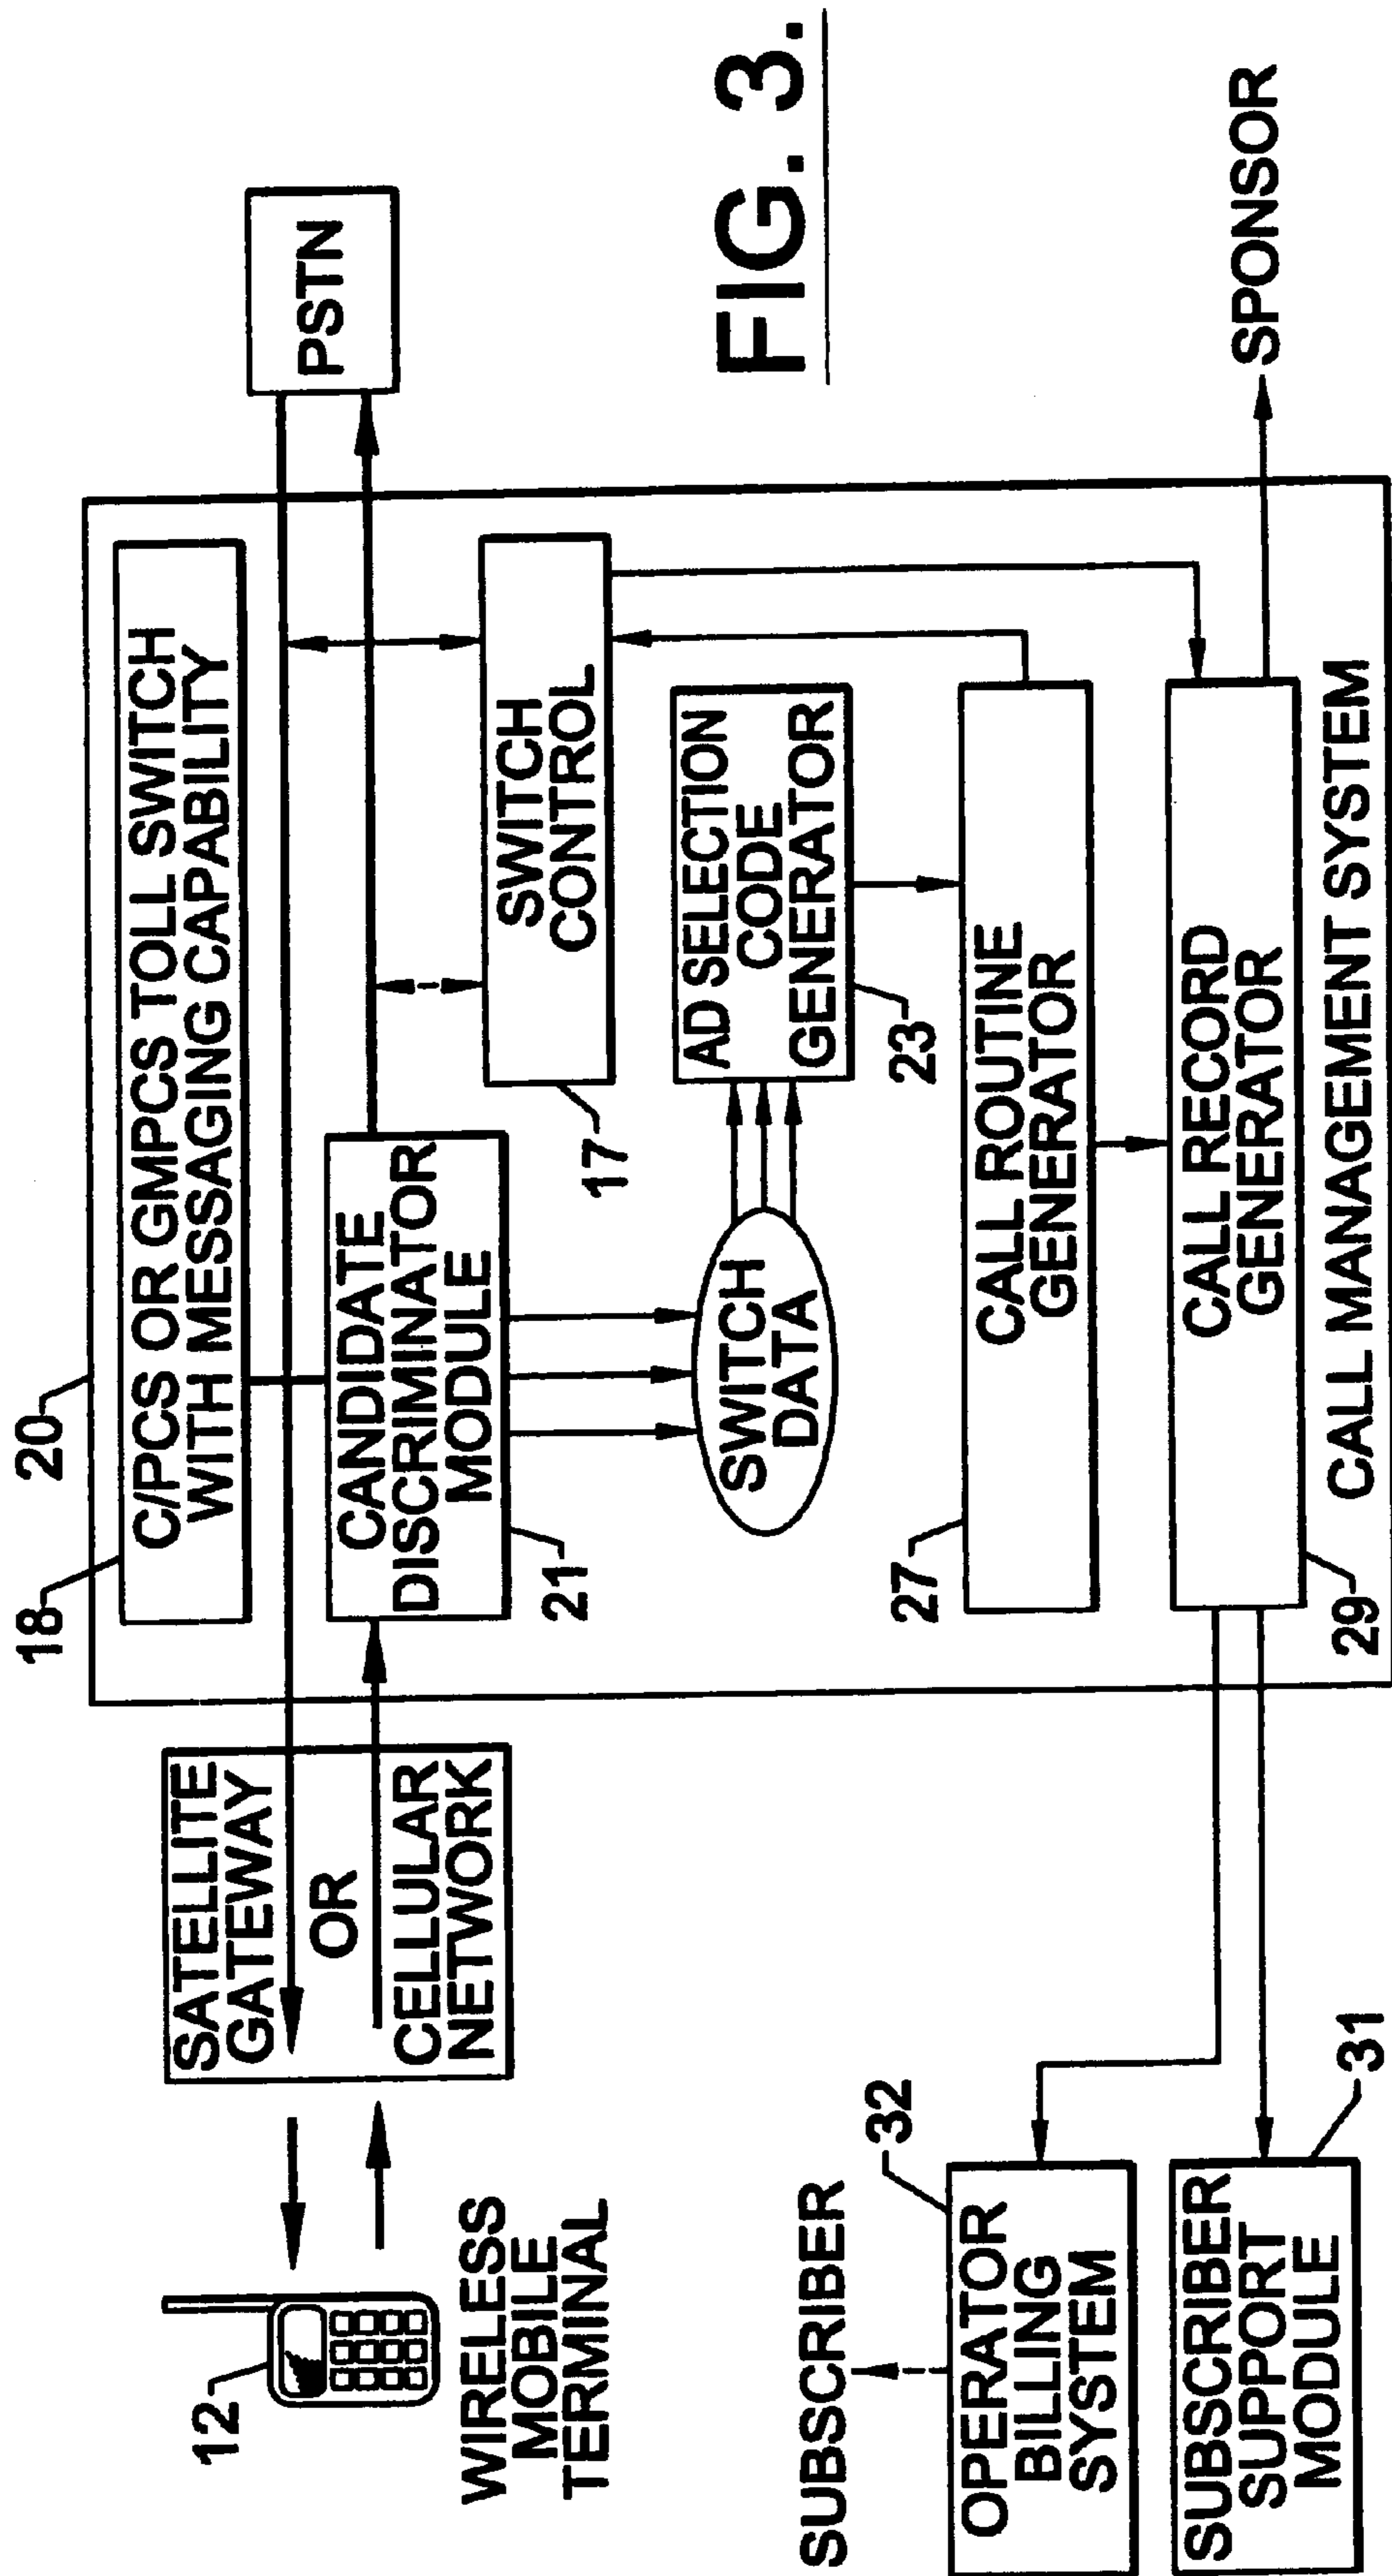 20
18
C/PCS OR GMPCS TOLL SWITCH
WITH MESSAGING CAPABILITY
PSTN
SATELLITE
GATEWAY
OR
CELLULAR
NETWORK
12
WIRELESS
MOBILE
TERMINAL
CANDIDATE
DISCRIMINATOR
MODULE
21
SWITCH
CONTROL
17
SWITCH
DATA
AD SELECTION
CODE
GENERATOR
23
FIG. 3.
27
CALL ROUTINE
GENERATOR
CALL RECORD
GENERATOR
29
CALL MANAGEMENT SYSTEM
SPONSOR
SUBSCRIBER
32
OPERATOR
BILLING
SYSTEM
SUBSCRIBER
SUPPORT
MODULE
31